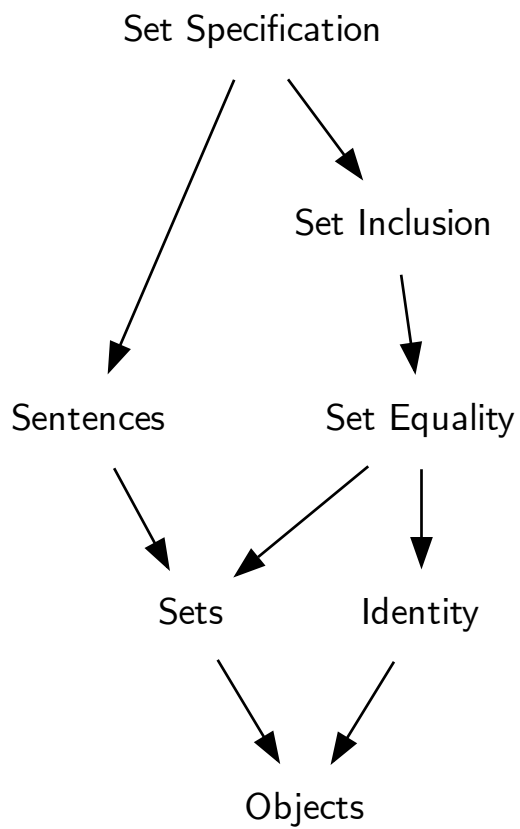 Set Specification
Set Inclusion
Sentences
Set Equality
Sets
Identity
Objects